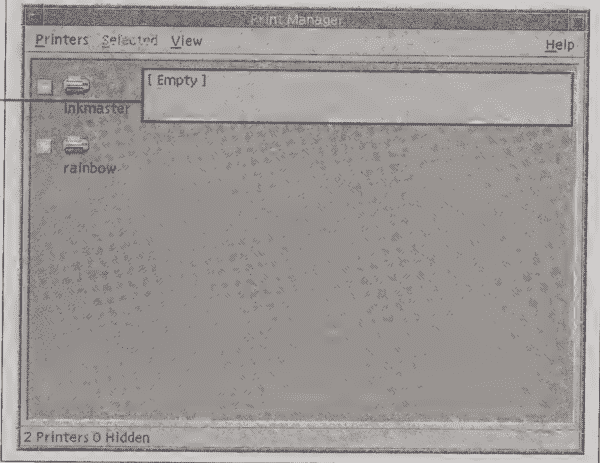 Print Manager
Printers Selected View Help
[ Empty ]
inkmaster
rainbow
2 Printers 0 Hidden